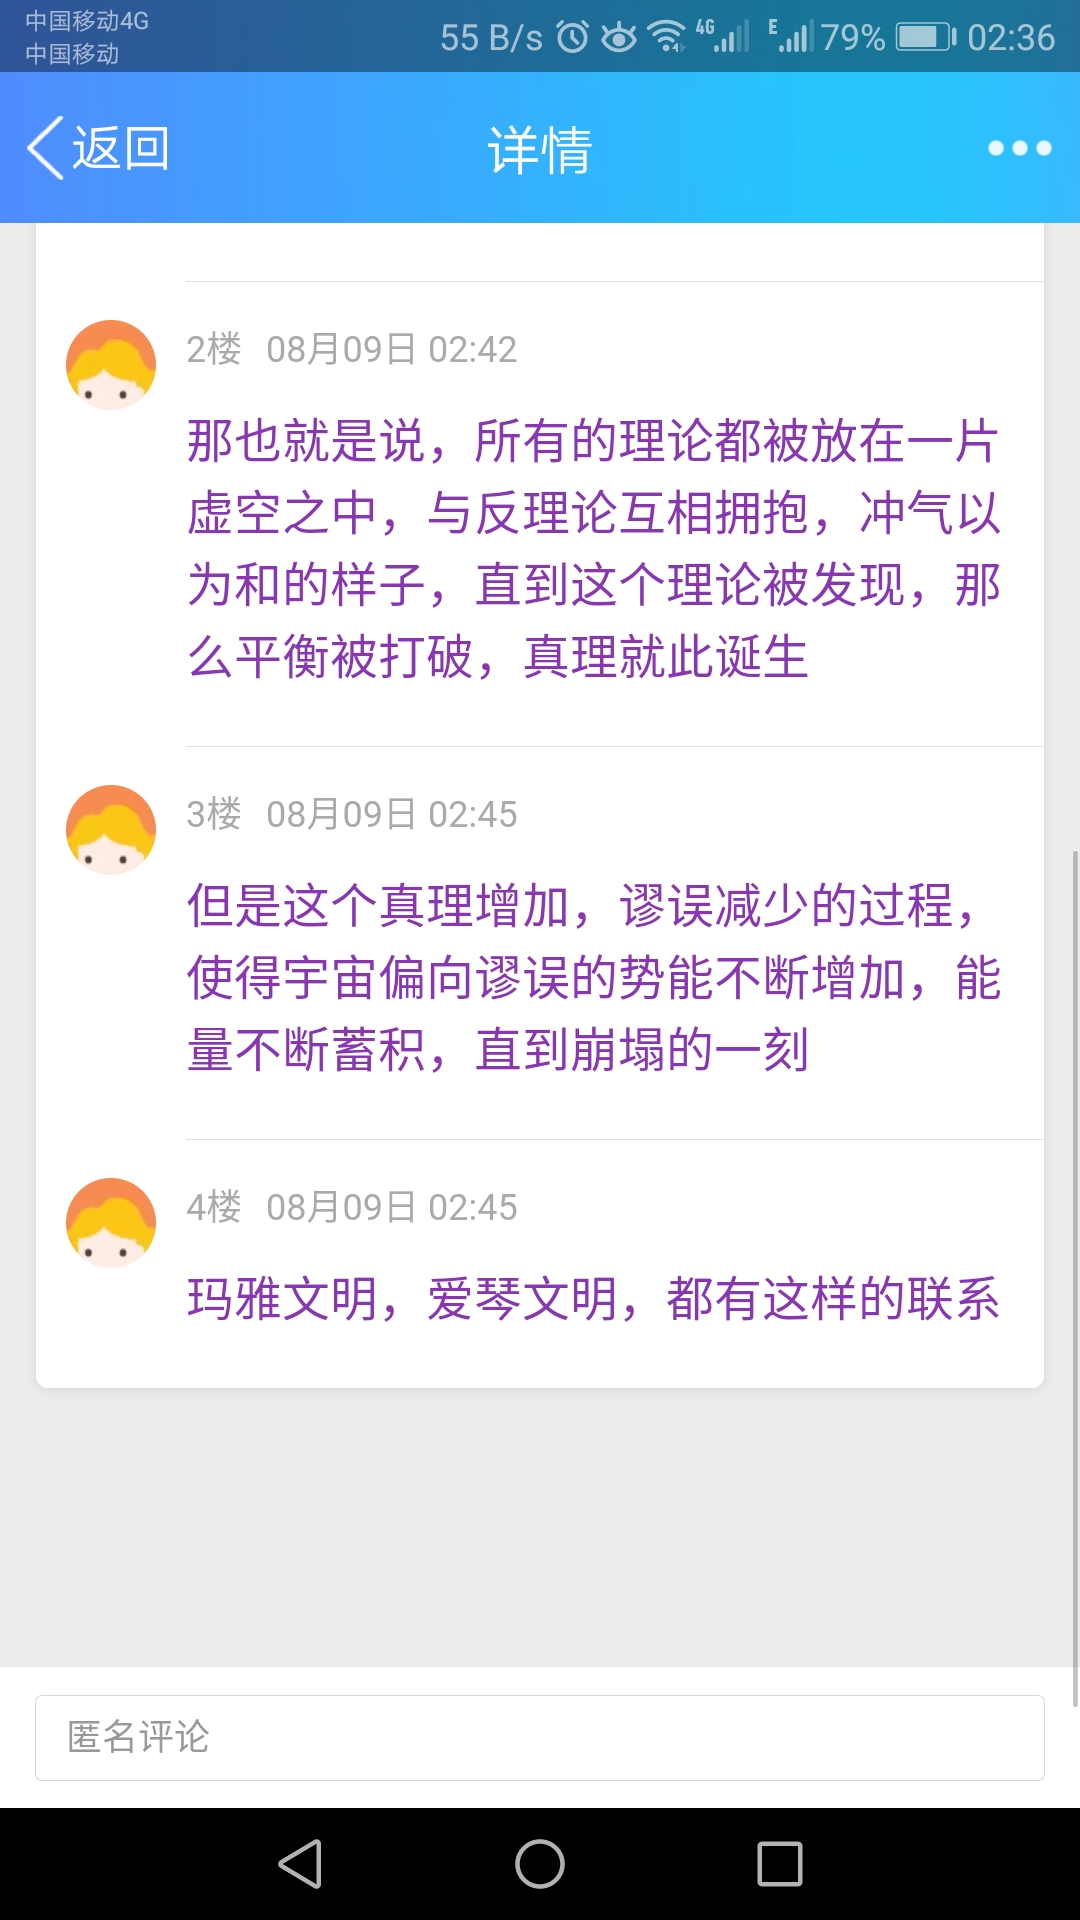 中国移动4G
中国移动
55 B/s 4G E 79% 02:36
返回 详情
2楼 08月09日 02:42
那也就是说，所有的理论都被放在一片
虚空之中，与反理论互相拥抱，冲气以
为和的样子，直到这个理论被发现，那
么平衡被打破，真理就此诞生
3楼 08月09日 02:45
但是这个真理增加，谬误减少的过程，
使得宇宙偏向谬误的势能不断增加，能
量不断蓄积，直到崩塌的一刻
4楼 08月09日 02:45
玛雅文明，爱琴文明，都有这样的联系
匿名评论